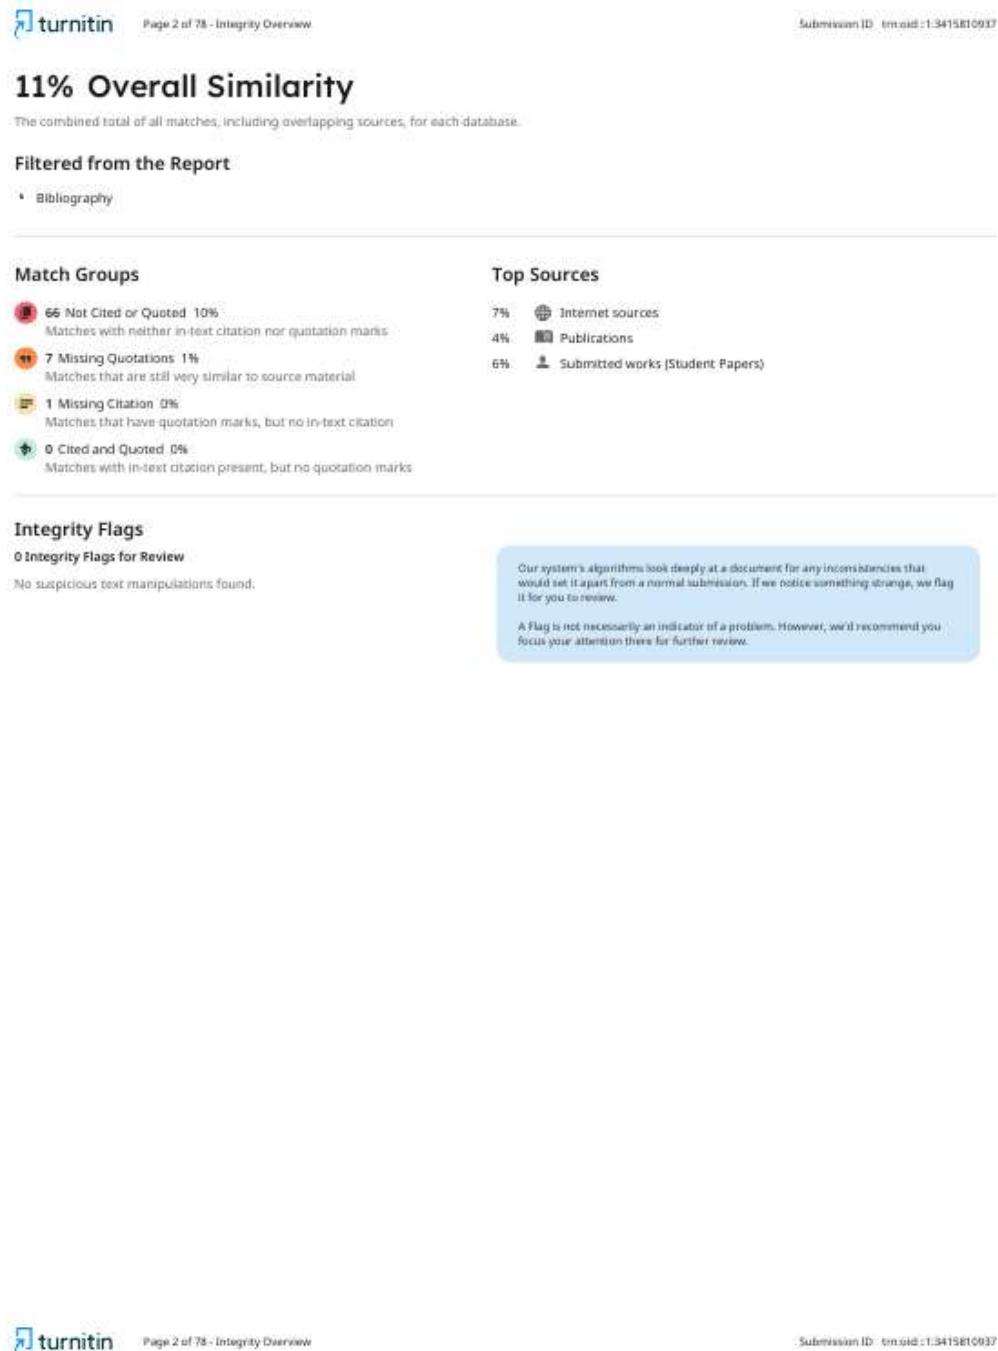 turnitin Page 2 of 78 - Integrity Overview Submission ID trn:oid:::1:3415810937
11% Overall Similarity
The combined total of all matches, including overlapping sources, for each database.
Filtered from the Report
Bibliography
Match Groups
66 Not Cited or Quoted 10%
Matches with neither in-text citation nor quotation marks
7 Missing Quotations 1%
Matches that are still very similar to source material
1 Missing Citation 0%
Matches that have quotation marks, but no in-text citation
0 Cited and Quoted 0%
Matches with in-text citation present, but no quotation marks
Top Sources
7% Internet sources
4% Publications
6% Submitted works (Student Papers)
Integrity Flags
0 Integrity Flags for Review
No suspicious text manipulations found.
Our system's algorithms look deeply at a document for any inconsistencies that
would set it apart from a normal submission. If we notice something strange, we flag
it for you to review.
A Flag is not necessarily an indicator of a problem. However, we'd recommend you
focus your attention there for further review.
turnitin Page 2 of 78 - Integrity Overview Submission ID trn:oid:::1:3415810937